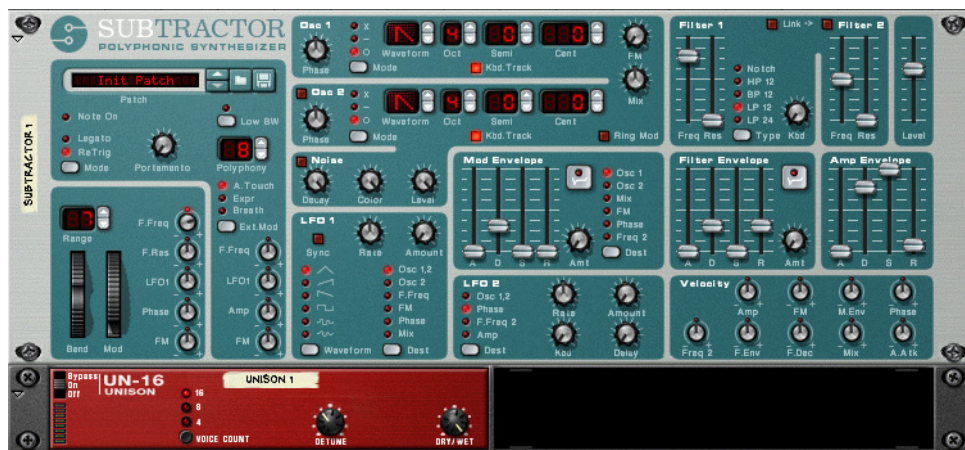 SUBTRACTOR
POLYPHONIC SYNTHESIZER
Init Patch
Patch
Note On
Low BW
Legato
ReTrig
Mode
Portamento
8
Polyphony
SUBTRACTOR 1
7
Range
A.Touch
Expr
Breath
Ext.Mod
F.Freq
F.Res
LFO1
Phase
FM
F.Freq
LFO1
Amp
FM
Bend
Mod
Osc 1
X
-
O
Phase
Mode
Waveform
4
Oct
0
Semi
0
Cent
Kbd.Track
FM
Osc 2
X
-
O
Phase
Mode
Waveform
4
Oct
0
Semi
0
Cent
Kbd.Track
Mix
Ring Mod
Noise
Decay
Color
Level
LFO 1
Sync
Rate
Amount
Osc 1,2
Osc 2
F.Freq
FM
Phase
Mix
Waveform
Dest
Mod Envelope
Osc 1
Osc 2
Mix
FM
Phase
Freq 2
Dest
A D S R
Amt
LFO 2
Osc 1,2
Phase
F.Freq 2
Amp
Dest
Rate
Amount
Kbd
Delay
Filter 1
Link ->
Filter 2
Notch
HP 12
BP 12
LP 12
LP 24
Type
Kbd
Freq Res
Freq Res
Level
Filter Envelope
A D S R
Amt
Amp Envelope
A D S R
Velocity
Amp
FM
M.Env
Phase
Freq 2
F.Env
F.Dec
Mix
A.Atk
Bypass
On
Off
UN-16
UNISON
UNISON 1
16
8
4
VOICE COUNT
DETUNE
DRY/WET